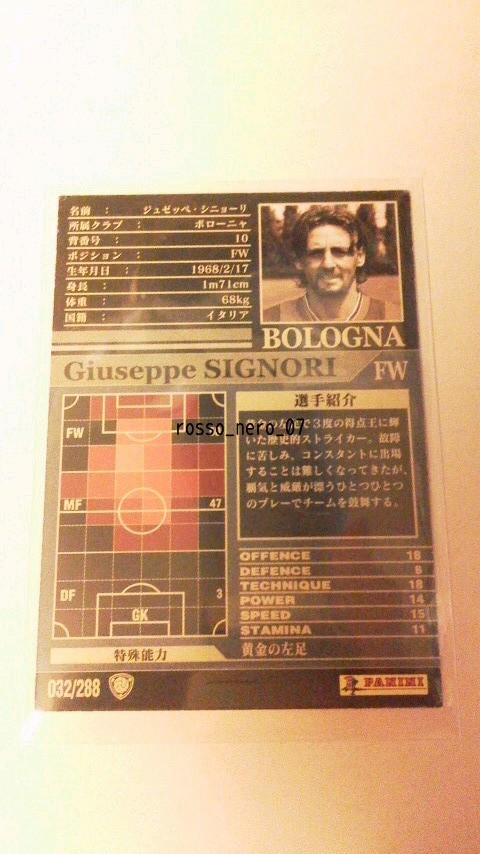 名前 : ジュゼッペ・シニョーリ
所属クラブ : ボローニャ
背番号 : 10
ポジション : FW
生年月日 : 1968/2/17
身長 : 1m71cm
体重 : 68kg
国籍 : イタリア
BOLOGNA
Giuseppe SIGNORI
FW
選手紹介
で3度の得点王に輝
いた歴史的ストライカー。故障
に苦しみ、コンスタントに出場
することは難しくなってきたが、
覇気と威厳が漂うひとつひとつ
のプレーでチームを鼓舞する。
rosso_nero_07
FW
MF
47
DF
3
GK
OFFENCE 18
DEFENCE
TECHNIQUE 18
POWER 14
SPEED 15
STAMINA 11
特殊能力
黄金の左足
032/288
PANINI